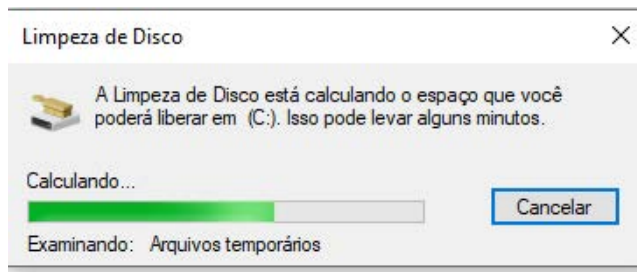 Limpeza de Disco
A Limpeza de Disco está calculando o espaço que você
poderá liberar em  (C:). Isso pode levar alguns minutos.
Calculando...
Cancelar
Examinando:   Arquivos temporários